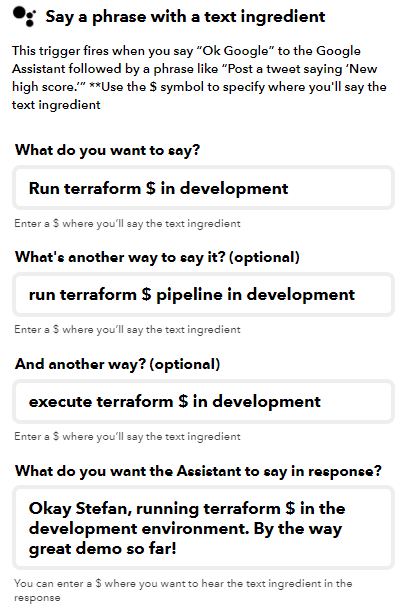 Say a phrase with a text ingredient
This trigger fires when you say “Ok Google” to the Google
Assistant followed by a phrase like “Post a tweet saying ‘New
high score.’” **Use the $ symbol to specify where you'll say the
text ingredient
What do you want to say?
Run terraform $ in development
Enter a $ where you’ll say the text ingredient
What's another way to say it? (optional)
run terraform $ pipeline in development
Enter a $ where you’ll say the text ingredient
And another way? (optional)
execute terraform $ in development
Enter a $ where you’ll say the text ingredient
What do you want the Assistant to say in response?
Okay Stefan, running terraform $ in the
development environment. By the way
great demo so far!
You can enter a $ where you want to hear the text ingredient in the
response